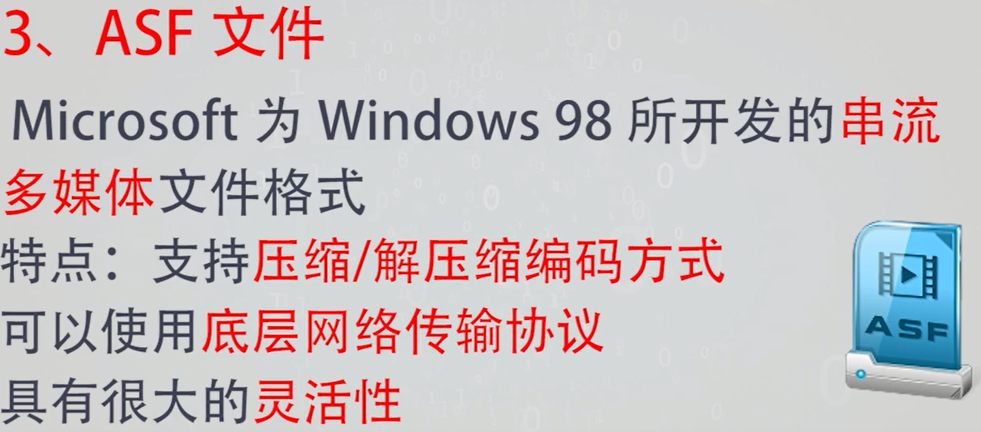 3、ASF 文件
Microsoft 为 Windows 98 所开发的串流
多媒体文件格式
特点：支持压缩/解压缩编码方式
可以使用底层网络传输协议
具有很大的灵活性
ASF